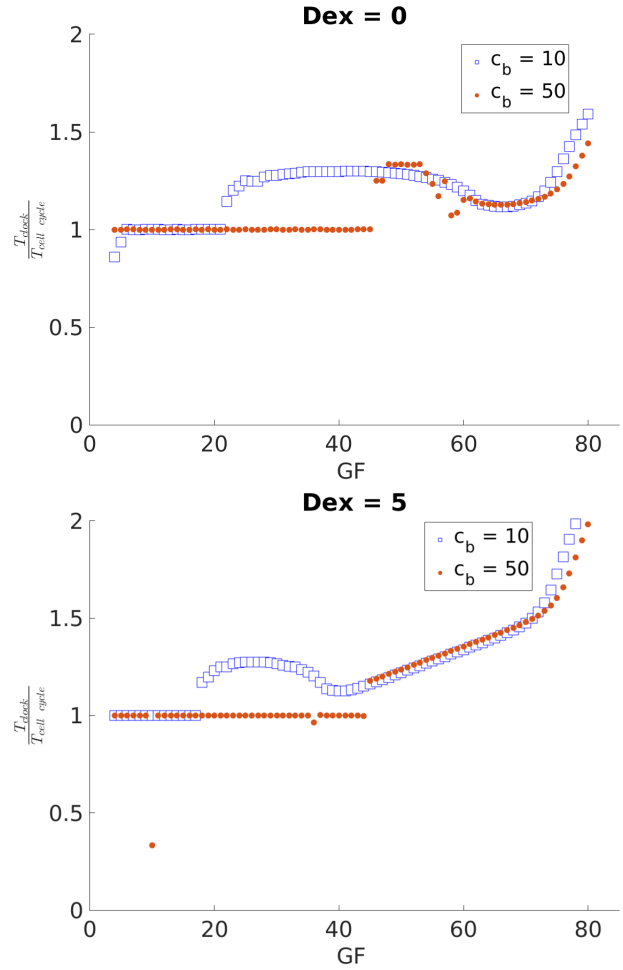 Dex = 0
2
c_b = 10
c_b = 50
1.5
T_clock
T_cell cycle
1
0.5
0
0 20 40 60 80
GF
Dex = 5
2
c_b = 10
c_b = 50
1.5
T_clock
T_cell cycle
1
0.5
0
0 20 40 60 80
GF